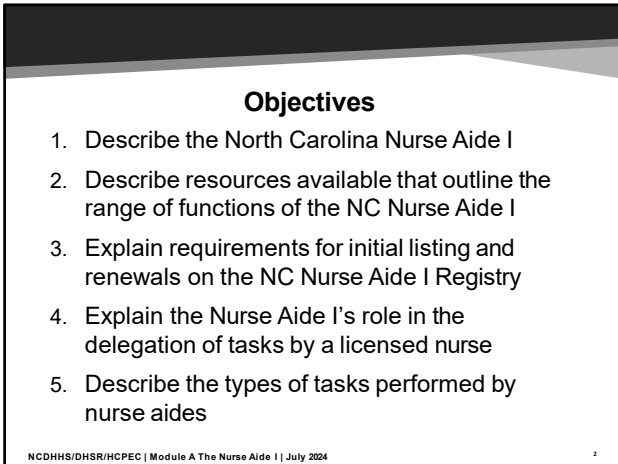 Objectives
1. Describe the North Carolina Nurse Aide I
2. Describe resources available that outline the
range of functions of the NC Nurse Aide I
3. Explain requirements for initial listing and
renewals on the NC Nurse Aide I Registry
4. Explain the Nurse Aide I's role in the
delegation of tasks by a licensed nurse
5. Describe the types of tasks performed by
nurse aides
NCDHHS/DHSR/HCPEC | Module A The Nurse Aide I | July 2024 2